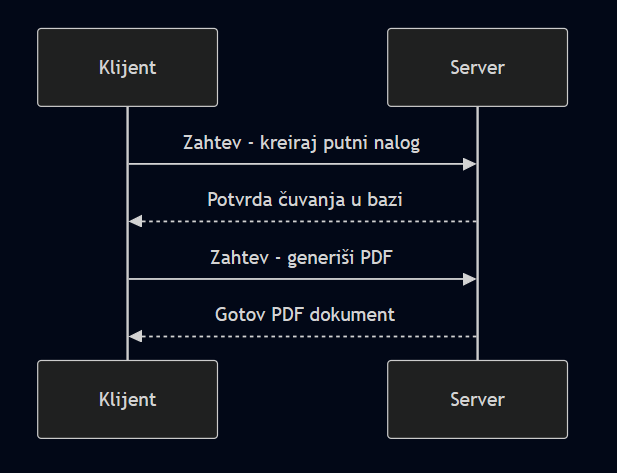 Klijent
Server
Zahtev - kreiraj putni nalog
Potvrda čuvanja u bazi
Zahtev - generiši PDF
Gotov PDF dokument
Klijent
Server